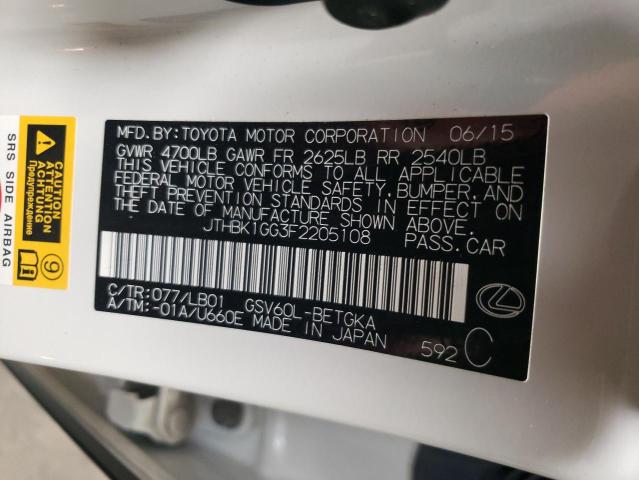 MFD. BY: TOYOTA MOTOR CORPORATION 06/15
GVWR 4700LB GAWR FR 2625LB RR 2540LB
THIS VEHICLE CONFORMS TO ALL APPLICABLE
FEDERAL MOTOR VEHICLE SAFETY, BUMPER, AND
THEFT PREVENTION STANDARDS IN EFFECT ON
THE DATE OF MANUFACTURE SHOWN ABOVE.
JTHBK1GG3F2205108 PASS. CAR
C/TR: 077/LB01 GSV60L-BETGKA
A/TM: -01A/U660E MADE IN JAPAN
592 C
CAUTION
ATTENTION
ACHTUNG
Предупреждение
9
SRS SIDE AIRBAG